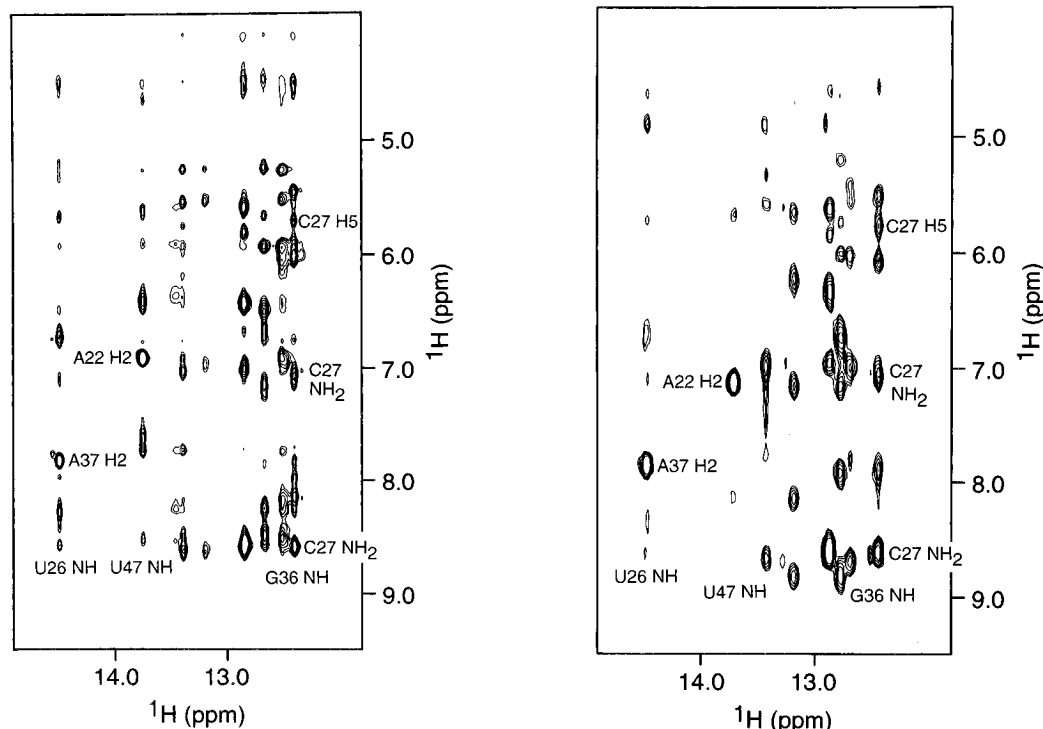 5.0
C27 H5
6.0
¹H (ppm)
A22 H2
7.0
C27
NH₂
A37 H2
8.0
C27 NH₂
U26 NH U47 NH
G36 NH
9.0
14.0 13.0
¹H (ppm)
5.0
C27 H5
6.0
¹H (ppm)
A22 H2
7.0
C27
NH₂
A37 H2
8.0
C27 NH₂
U26 NH
U47 NH G36 NH
9.0
14.0 13.0
¹H (ppm)